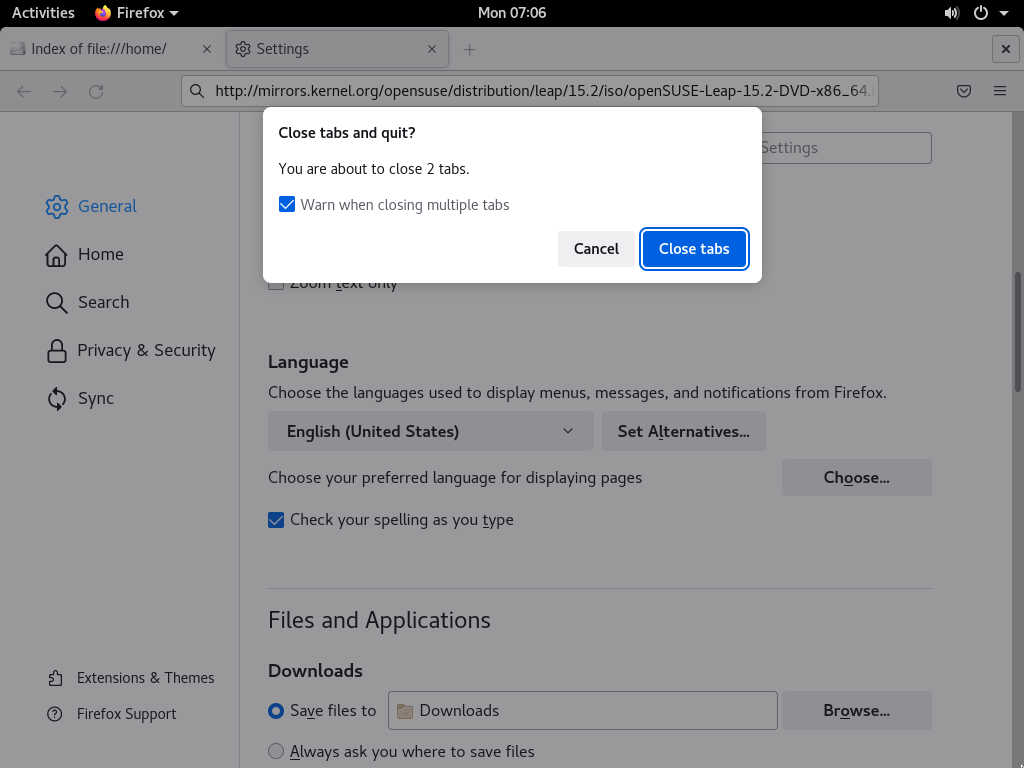 Activities Firefox Mon 07:06
Index of file:///home/ Settings
http://mirrors.kernel.org/opensuse/distribution/leap/15.2/iso/openSUSE-Leap-15.2-DVD-x86_64.i
Close tabs and quit?
Settings
You are about to close 2 tabs.
Warn when closing multiple tabs
Cancel Close tabs
Zoom text only
General
Home
Search
Privacy & Security
Sync
Extensions & Themes
Firefox Support
Language
Choose the languages used to display menus, messages, and notifications from Firefox.
English (United States) Set Alternatives...
Choose your preferred language for displaying pages Choose...
Check your spelling as you type
Files and Applications
Downloads
Save files to Downloads Browse...
Always ask you where to save files